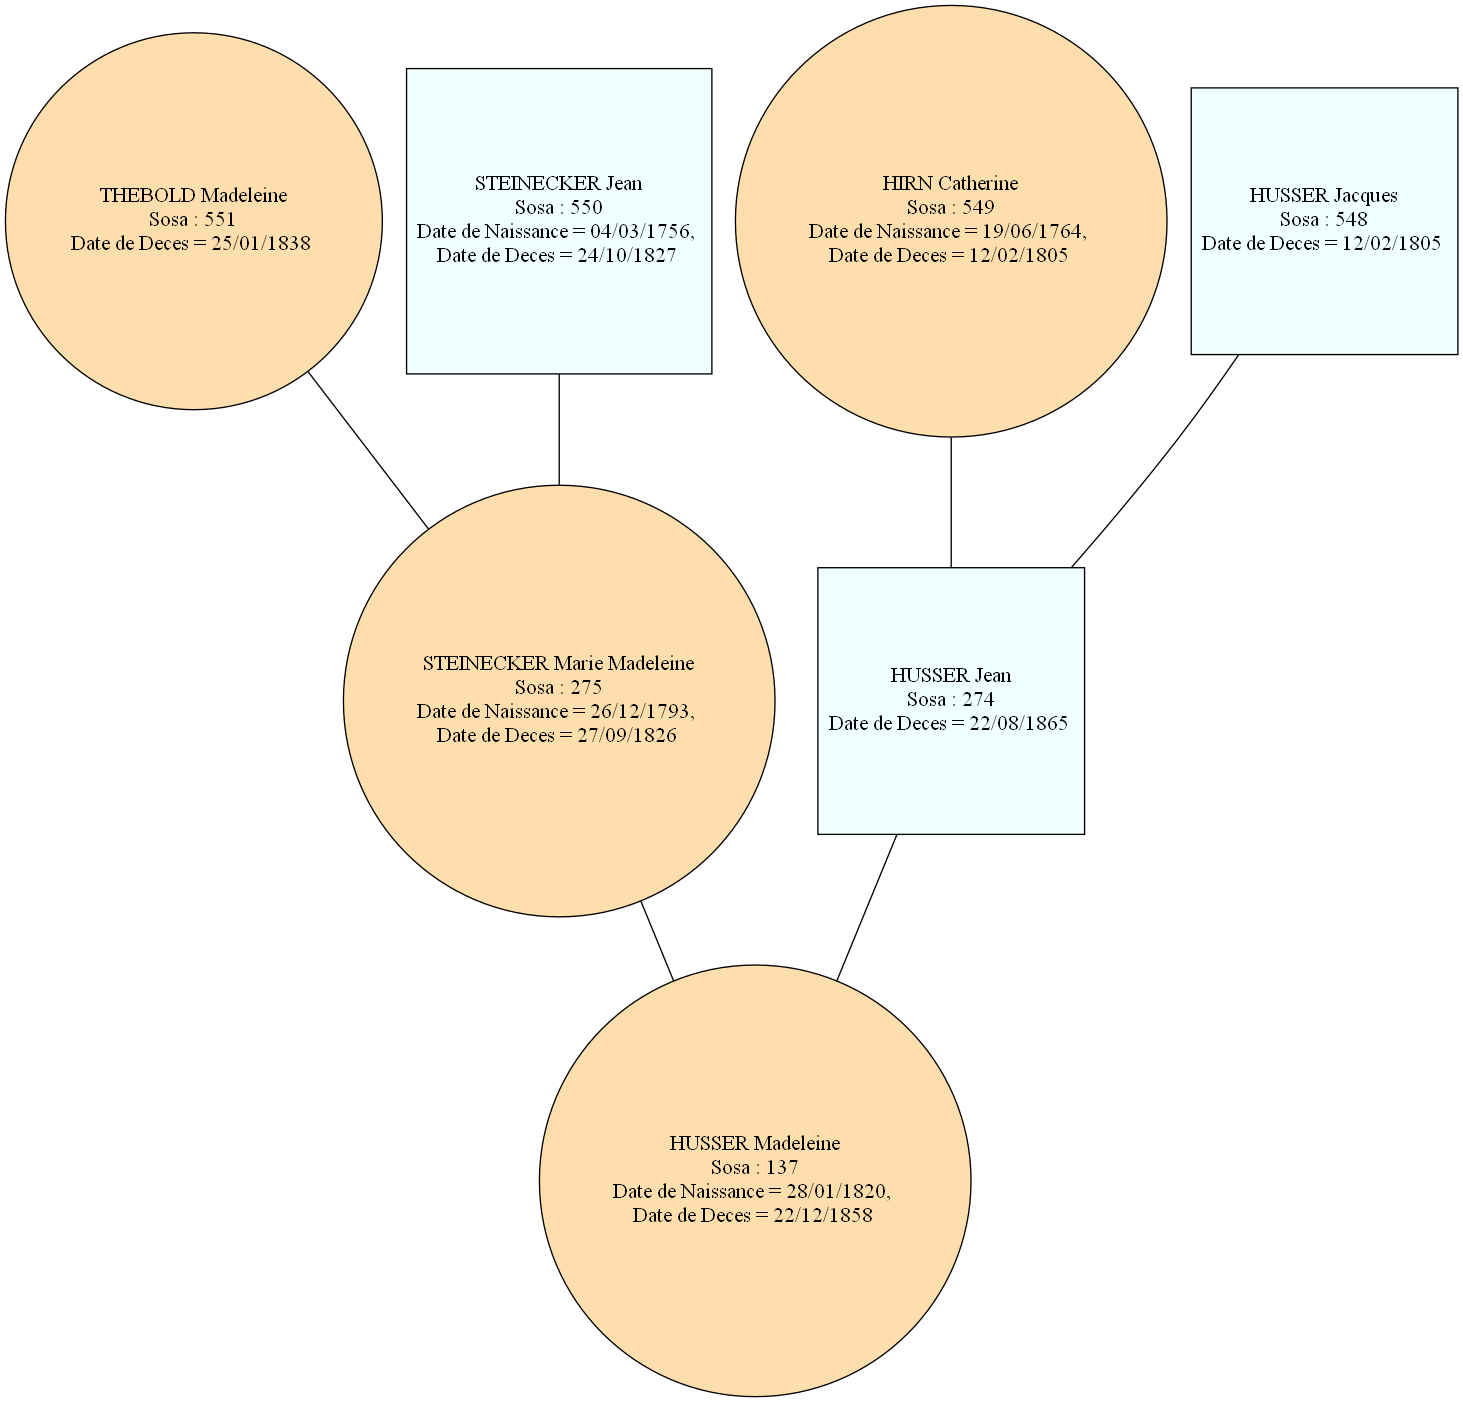 THEBOLD Madeleine
Sosa : 551
Date de Deces = 25/01/1838
STEINECKER Jean
Sosa : 550
Date de Naissance = 04/03/1756,
Date de Deces = 24/10/1827
HIRN Catherine
Sosa : 549
Date de Naissance = 19/06/1764,
Date de Deces = 12/02/1805
HUSSER Jacques
Sosa : 548
Date de Deces = 12/02/1805
STEINECKER Marie Madeleine
Sosa : 275
Date de Naissance = 26/12/1793,
Date de Deces = 27/09/1826
HUSSER Jean
Sosa : 274
Date de Deces = 22/08/1865
HUSSER Madeleine
Sosa : 137
Date de Naissance = 28/01/1820,
Date de Deces = 22/12/1858